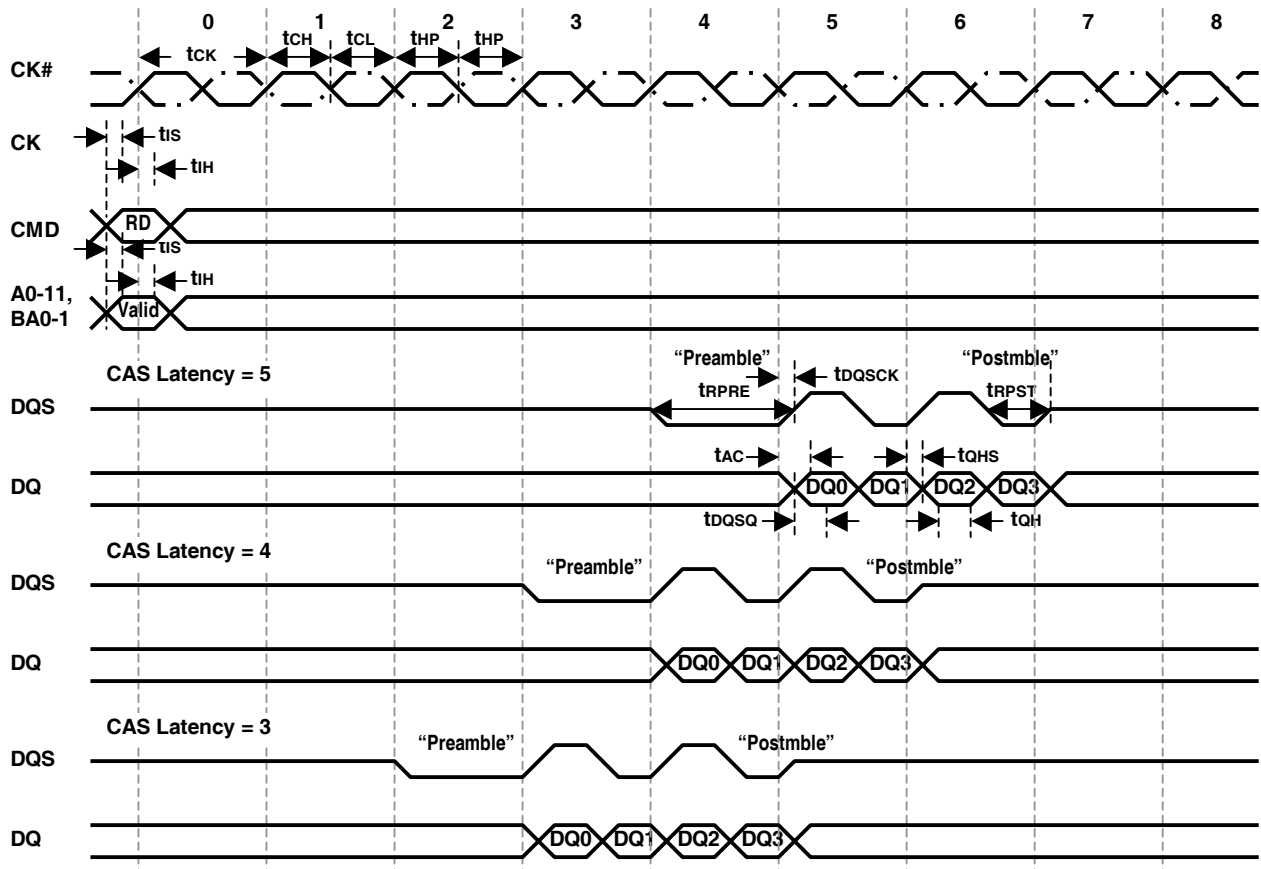 0 1 2 3 4 5 6 7 8
tCK tCH tCL tHP tHP
CK#
CK
tIS
tIH
CMD
RD
tIS
tIH
A0-11,
BA0-1
Valid
CAS Latency = 5
"Preamble" "Postmble"
tDQSCK
DQS
tRPRE tRPST
tAC tQHS
DQ
DQ0 DQ1 DQ2 DQ3
tDQSQ tQH
CAS Latency = 4
DQS
"Preamble" "Postmble"
DQ
DQ0 DQ1 DQ2 DQ3
CAS Latency = 3
DQS
"Preamble" "Postmble"
DQ
DQ0 DQ1 DQ2 DQ3